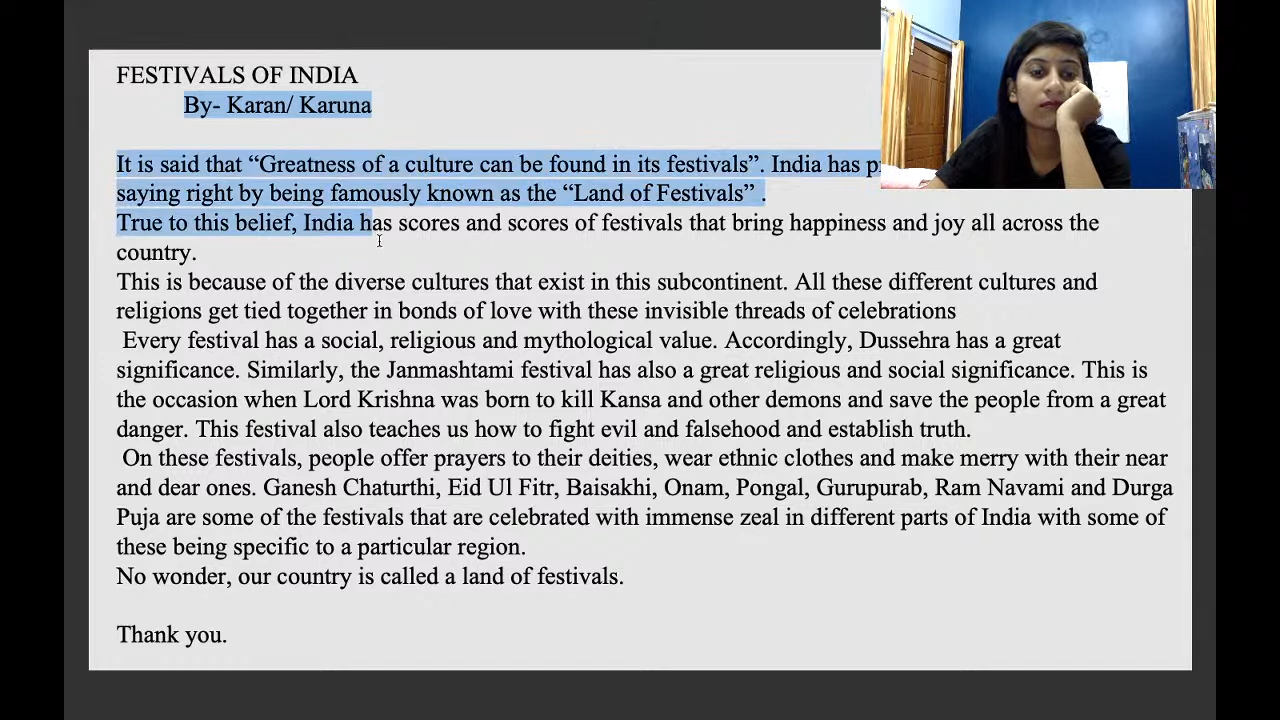 FESTIVALS OF INDIA
By- Karan/ Karuna
It is said that “Greatness of a culture can be found in its festivals”. India has
saying right by being famously known as the “Land of Festivals” .
True to this belief, India has scores and scores of festivals that bring happiness and joy all across the
country.
This is because of the diverse cultures that exist in this subcontinent. All these different cultures and
religions get tied together in bonds of love with these invisible threads of celebrations
Every festival has a social, religious and mythological value. Accordingly, Dussehra has a great
significance. Similarly, the Janmashtami festival has also a great religious and social significance. This is
the occasion when Lord Krishna was born to kill Kansa and other demons and save the people from a great
danger. This festival also teaches us how to fight evil and falsehood and establish truth.
On these festivals, people offer prayers to their deities, wear ethnic clothes and make merry with their near
and dear ones. Ganesh Chaturthi, Eid Ul Fitr, Baisakhi, Onam, Pongal, Gurupurab, Ram Navami and Durga
Puja are some of the festivals that are celebrated with immense zeal in different parts of India with some of
these being specific to a particular region.
No wonder, our country is called a land of festivals.
Thank you.